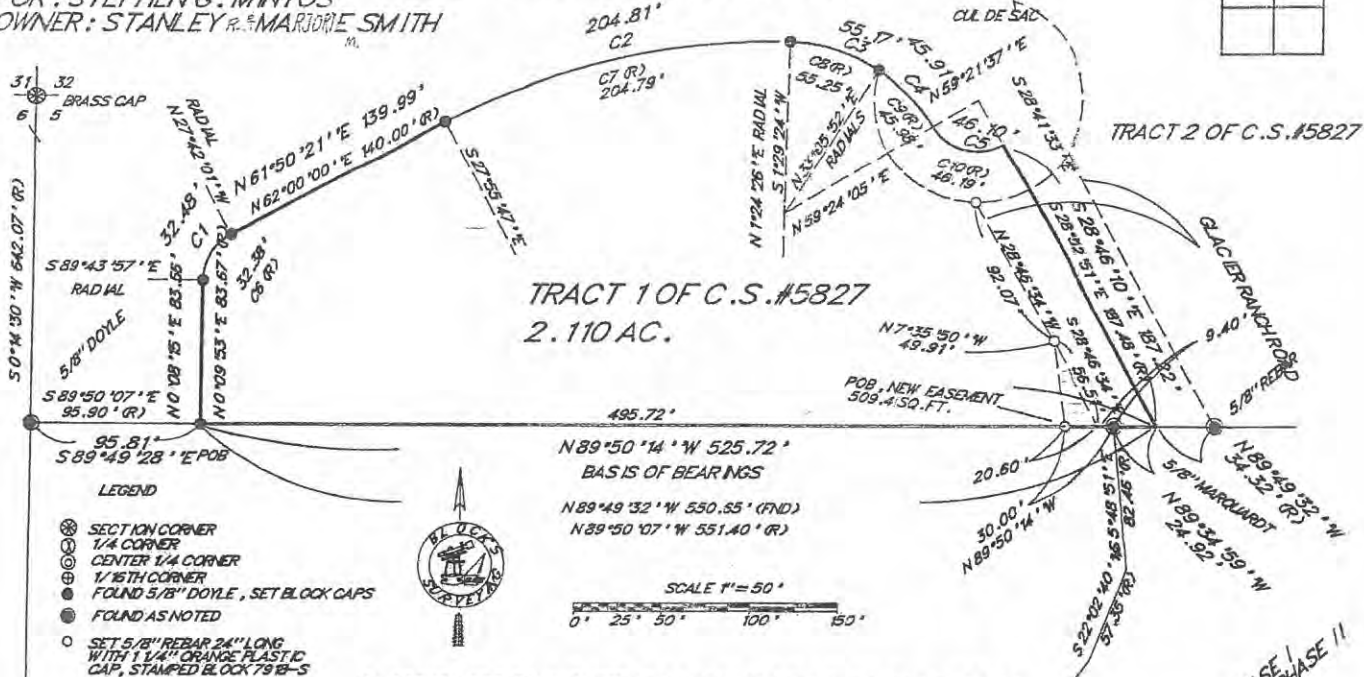 FOR : STEPHEN G. MANTOS
OWNER : STANLEY R. & MARJORIE M. SMITH
31 32
6 5
BRASS CAP
S 0°14'30" W 642.07' (R)
5/8" DOYLE
S 89°50'07" E
95.90' (R)
95.81'
S 89°49'28" E POB
S 89°43'57" E
RADIAL
N 0°08'15" E 83.66'
N 0°09'53" E 83.67' (R)
32.48'
C1
32.38'
C6 (R)
RADIAL
N 27°42'01" W
N 61°50'21" E 139.99'
N 62°00'00" E 140.00' (R)
S 27°55'47" E
204.81'
C2
C7 (R)
204.79'
N 1°24'26" E RADIAL
S 1°29'24" W
55.17'
C3
C8(R)
55.25'
45.91'
C4
C9(R)
45.98'
N 33°05'52" E
RADIALS
N 59°24'05" E
N 59°21'37" E
46.10'
C5
C10(R)
46.19'
CUL DE SAC
S 28°41'33" E
TRACT 2 OF C.S.#5827
GLACIER RANCH ROAD
S 28°46'10" E 187.32'
S 28°52'51" E 187.48' (R)
N 28°46'34" W
92.07'
S 28°46'34" E
56.51'
N 7°35'50" W
49.91'
POB, NEW EASEMENT
509.4 SQ.FT.
9.40'
5/8" REBAR
TRACT 1 OF C.S.#5827
2.110 AC.
495.72'
N 89°50'14" W 525.72'
BASIS OF BEARINGS
N 89°49'32" W 550.65' (FND)
N 89°50'07" W 551.40' (R)
20.60'
30.00'
N 89°50'14" W
5/8" MARQUARDT
N 89°34'59" W
24.92'
N 89°49'32" W
34.32' (R)
82.45' (R)
S 22°02'40" W
57.35' (R)
LEGEND
SECTION CORNER
1/4 CORNER
CENTER 1/4 CORNER
1/16TH CORNER
FOUND 5/8" DOYLE, SET BLOCK CAPS
FOUND AS NOTED
SET 5/8" REBAR 24" LONG
WITH 1 1/4" ORANGE PLASTIC
CAP, STAMPED BLOCK 7918-S
BLOCK'S
SURVEYING
SCALE 1"=50'
0' 25' 50' 100' 150'
PHASE I
PHASE II